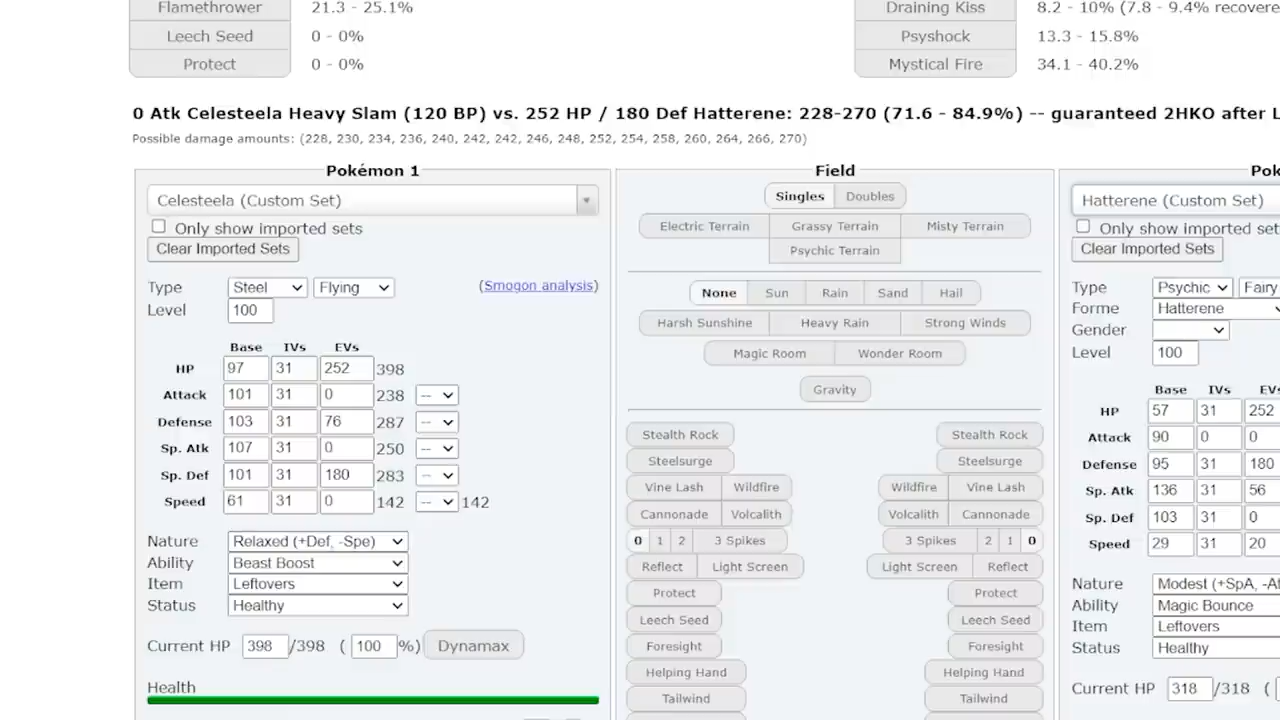 Flamethrower 21.3 - 25.1% Draining Kiss 8.2 - 10% (7.8 - 9.4% recovere
Leech Seed 0 - 0% Psyshock 13.3 - 15.8%
Protect 0 - 0% Mystical Fire 34.1 - 40.2%
0 Atk Celesteela Heavy Slam (120 BP) vs. 252 HP / 180 Def Hatterene: 228-270 (71.6 - 84.9%) -- guaranteed 2HKO after L
Possible damage amounts: (228, 230, 234, 236, 240, 242, 242, 246, 248, 252, 254, 258, 260, 264, 266, 270)
Pokémon 1 Field Pok
Celesteela (Custom Set) Singles Doubles Hatterene (Custom Set)
Only show imported sets Electric Terrain Grassy Terrain Misty Terrain Only show imported set
Clear Imported Sets Psychic Terrain Clear Imported Sets
Type Steel Flying (Smogon analysis) None Sun Rain Sand Hail Type Psychic Fairy
Level 100 Forme Hatterene
Harsh Sunshine Heavy Rain Strong Winds Gender
Base IVs EVs Magic Room Wonder Room Level 100
HP 97 31 252 398
Attack 101 31 0 238 -- Gravity Base IVs EVs
Defense 103 31 76 287 -- HP 57 31 252
Sp. Atk 107 31 0 250 -- Stealth Rock Stealth Rock Attack 90 0 0
Sp. Def 101 31 180 283 -- Steelsurge Steelsurge Defense 95 31 180
Speed 61 31 0 142 -- 142 Vine Lash Wildfire Wildfire Vine Lash Sp. Atk 136 31 56
Cannonade Volcalith Volcalith Cannonade Sp. Def 103 31 0
Nature Relaxed (+Def, -Spe) 0 1 2 3 Spikes 3 Spikes 2 1 0 Speed 29 31 20
Ability Beast Boost Reflect Light Screen Light Screen Reflect
Item Leftovers Protect Protect Nature Modest (+SpA, -At
Status Healthy Leech Seed Leech Seed Ability Magic Bounce
Foresight Foresight Item Leftovers
Current HP 398 /398 ( 100 %) Dynamax Helping Hand Helping Hand Status Healthy
Health Tailwind Tailwind Current HP 318 /318 (